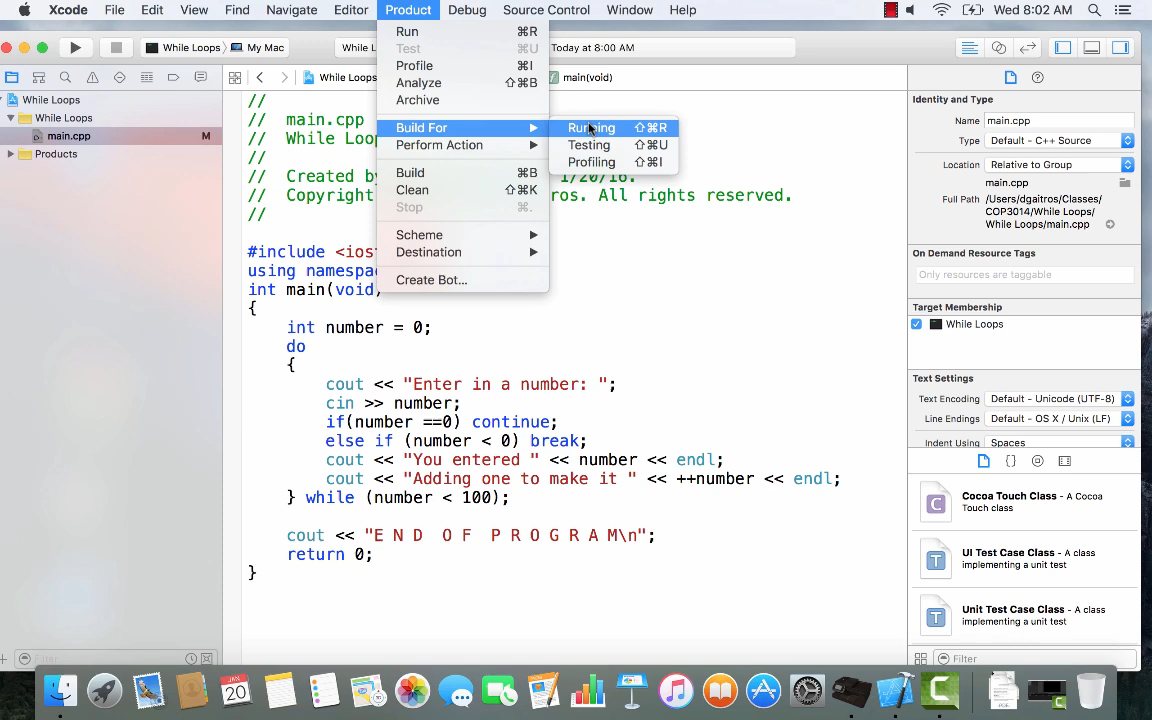 Xcode File Edit View Find Navigate Editor Product Debug Source Control Window Help Wed 8:02 AM
While Loops My Mac
While L
Today at 8:00 AM
While Loops
main(void)
While Loops
While Loops
main.cpp M
Products
Filter
Run ⌘R
Test ⌘U
Profile ⌘I
Analyze ⇧⌘B
Archive
Build For
Perform Action
Build ⌘B
Clean ⇧⌘K
Stop ⌘.
Scheme
Destination
Create Bot...
Running ⇧⌘R
Testing ⇧⌘U
Profiling ⇧⌘I
//
// main.cpp
// While Loo
//
// Created by 1/20/16.
// Copyright ros. All rights reserved.
//
#include <ios
using namespac
int main(void)
{
int number = 0;
do
{
cout << "Enter in a number: ";
cin >> number;
if(number ==0) continue;
else if (number < 0) break;
cout << "You entered " << number << endl;
cout << "Adding one to make it " << ++number << endl;
} while (number < 100);
cout << "E N D  O F  P R O G R A M\n";
return 0;
}
Identity and Type
Name main.cpp
Type Default - C++ Source
Location Relative to Group
main.cpp
Full Path /Users/dgaitros/Classes/
COP3014/While Loops/
While Loops/main.cpp
On Demand Resource Tags
Only resources are taggable
Target Membership
While Loops
Text Settings
Text Encoding Default - Unicode (UTF-8)
Line Endings Default - OS X / Unix (LF)
Indent Using Spaces
Cocoa Touch Class - A Cocoa
Touch class
UI Test Case Class - A class
implementing a unit test
Unit Test Case Class - A class
implementing a unit test
Filter
JAN
20